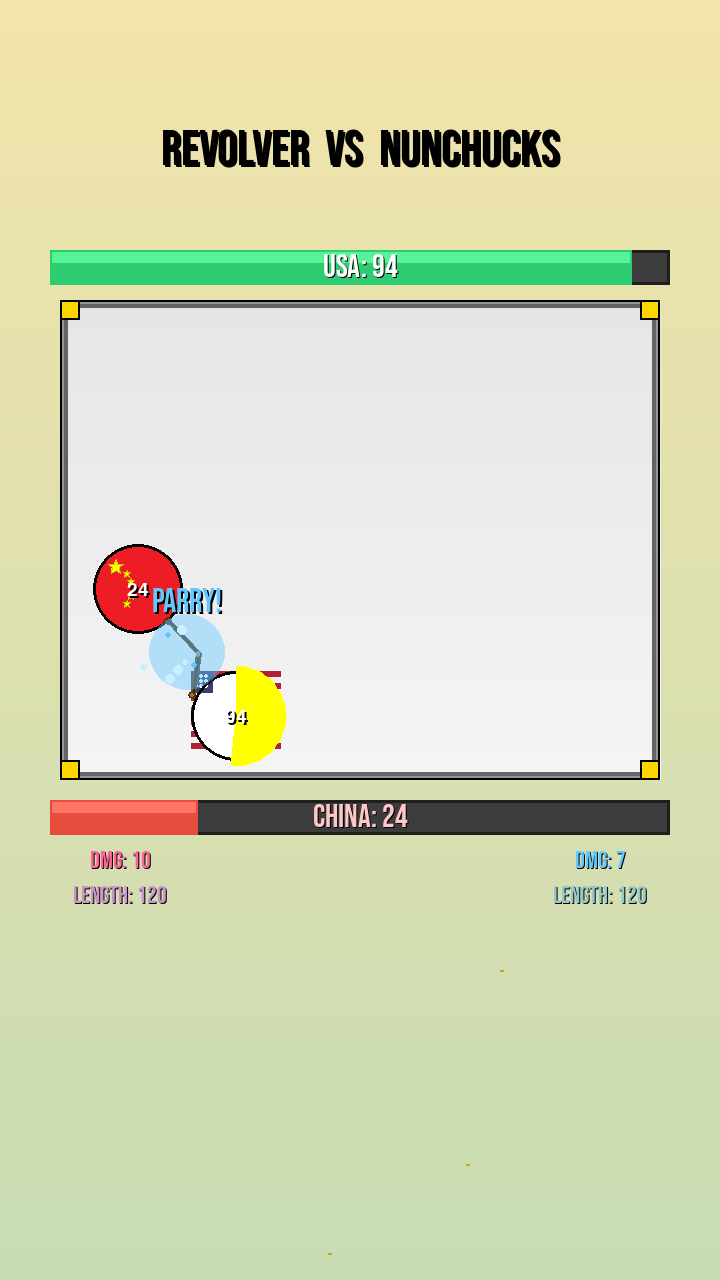 REVOLVER VS NUNCHUCKS
USA: 94
24
PARRY!
94
CHINA: 24
DMG: 10
DMG: 7
LENGTH: 120
LENGTH: 120